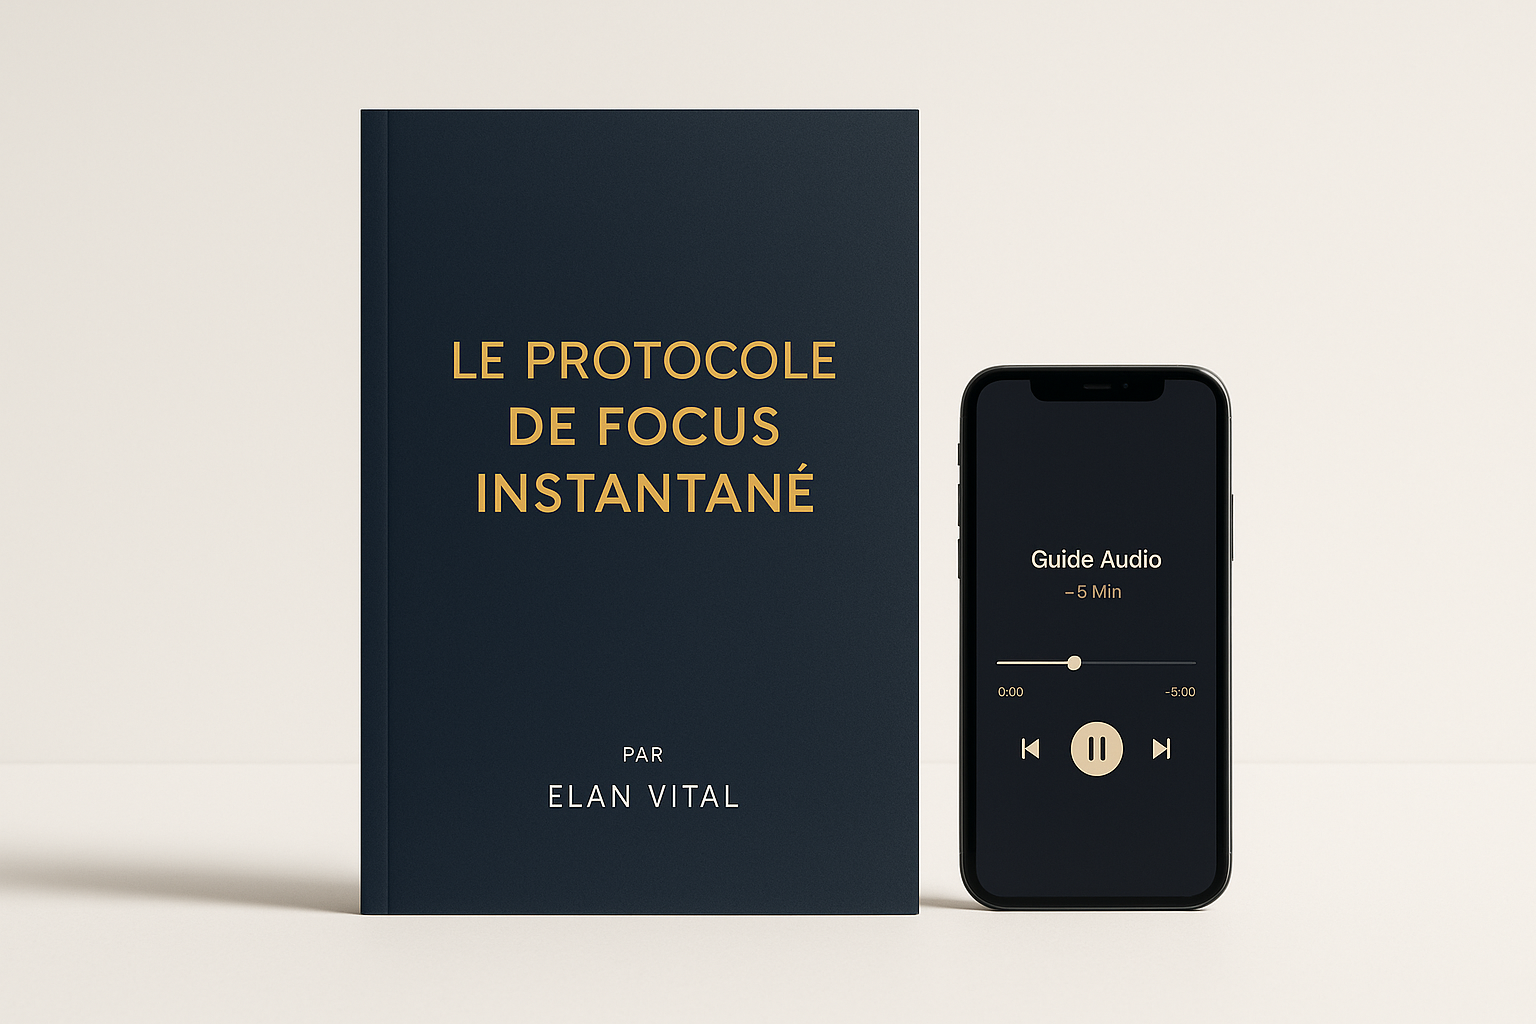 LE PROTOCOLE
DE FOCUS
INSTANTANÉ
PAR
ELAN VITAL
Guide Audio
–5 Min
0:00 -5:00